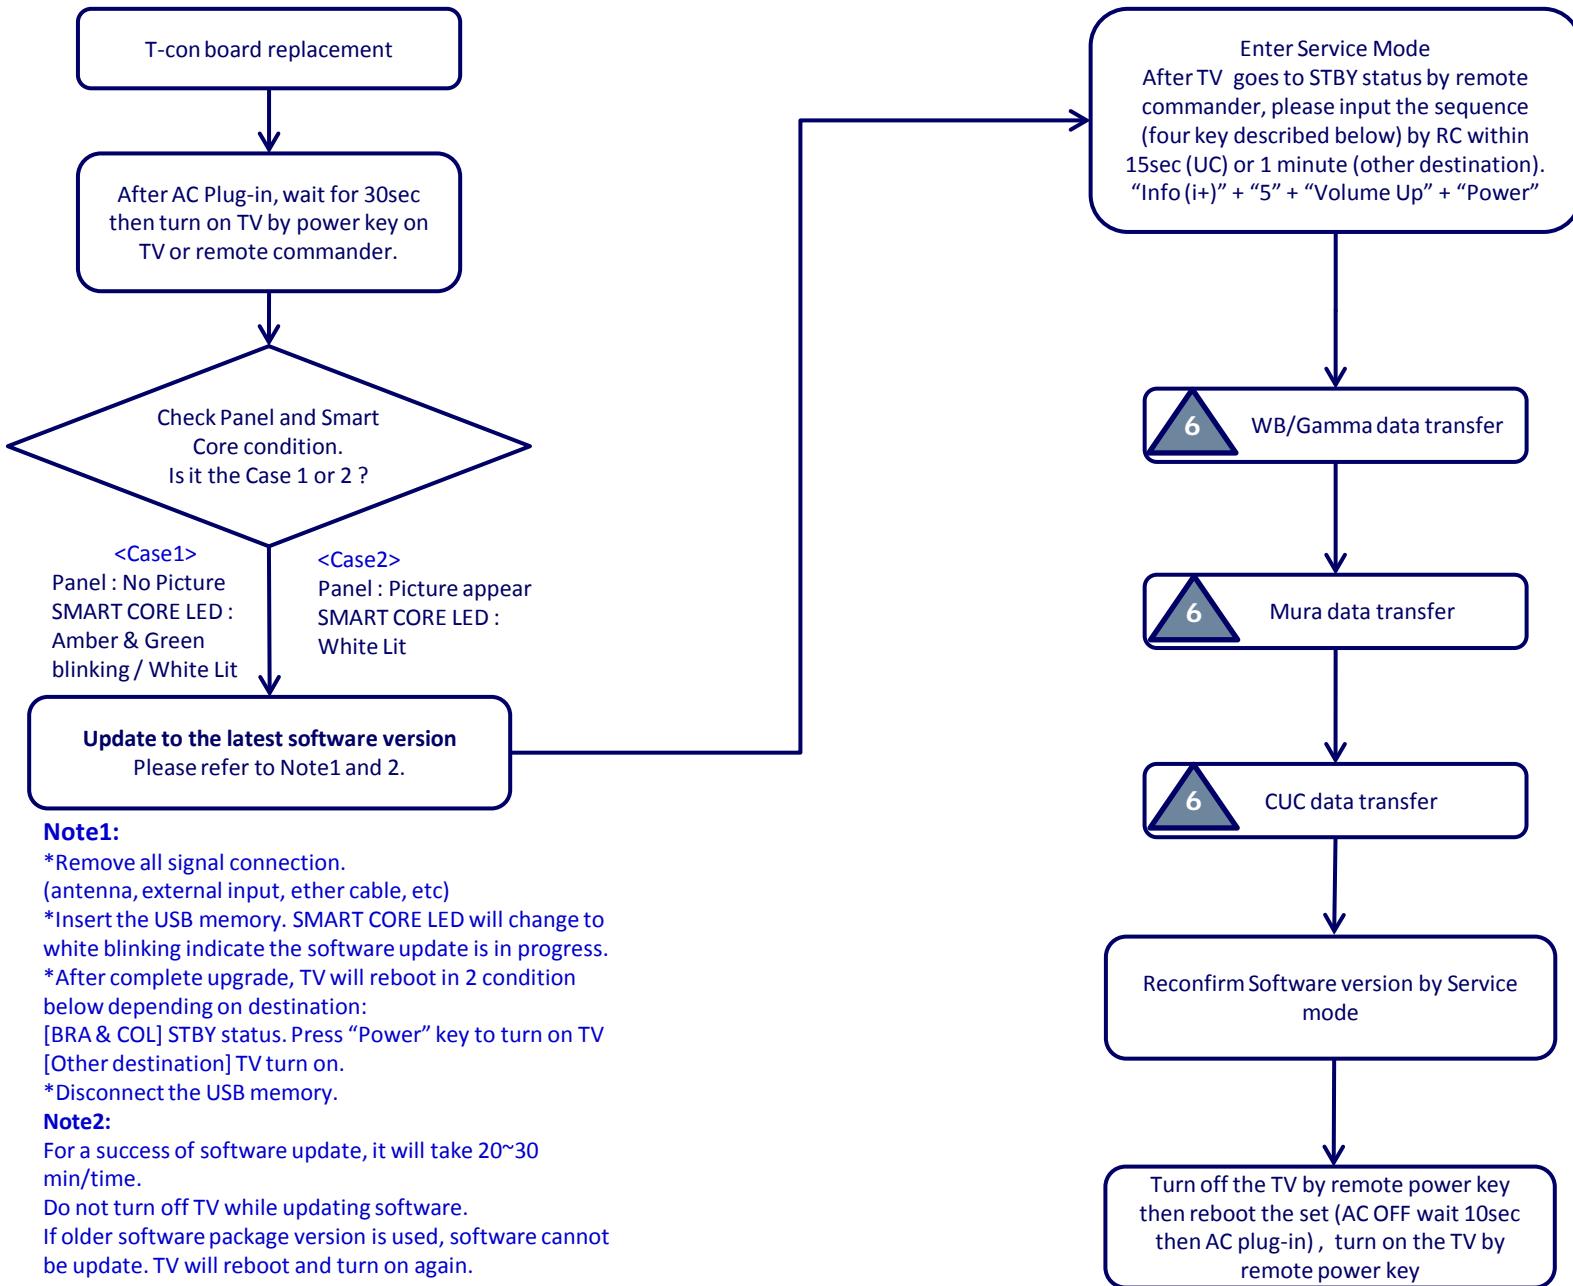 T-con board replacement
After AC Plug-in, wait for 30sec
then turn on TV by power key on
TV or remote commander.
Check Panel and Smart
Core condition.
Is it the Case 1 or 2 ?
<Case1>
Panel : No Picture
SMART CORE LED :
Amber & Green
blinking / White Lit
<Case2>
Panel : Picture appear
SMART CORE LED :
White Lit
Update to the latest software version
Please refer to Note1 and 2.
Note1:
*Remove all signal connection.
(antenna, external input, ether cable, etc)
*Insert the USB memory. SMART CORE LED will change to
white blinking indicate the software update is in progress.
*After complete upgrade, TV will reboot in 2 condition
below depending on destination:
[BRA & COL] STBY status. Press “Power” key to turn on TV
[Other destination] TV turn on.
*Disconnect the USB memory.
Note2:
For a success of software update, it will take 20~30
min/time.
Do not turn off TV while updating software.
If older software package version is used, software cannot
be update. TV will reboot and turn on again.
Enter Service Mode
After TV goes to STBY status by remote
commander, please input the sequence
(four key described below) by RC within
15sec (UC) or 1 minute (other destination).
“Info (i+)” + “5” + “Volume Up” + “Power”
6 WB/Gamma data transfer
6 Mura data transfer
6 CUC data transfer
Reconfirm Software version by Service
mode
Turn off the TV by remote power key
then reboot the set (AC OFF wait 10sec
then AC plug-in) , turn on the TV by
remote power key